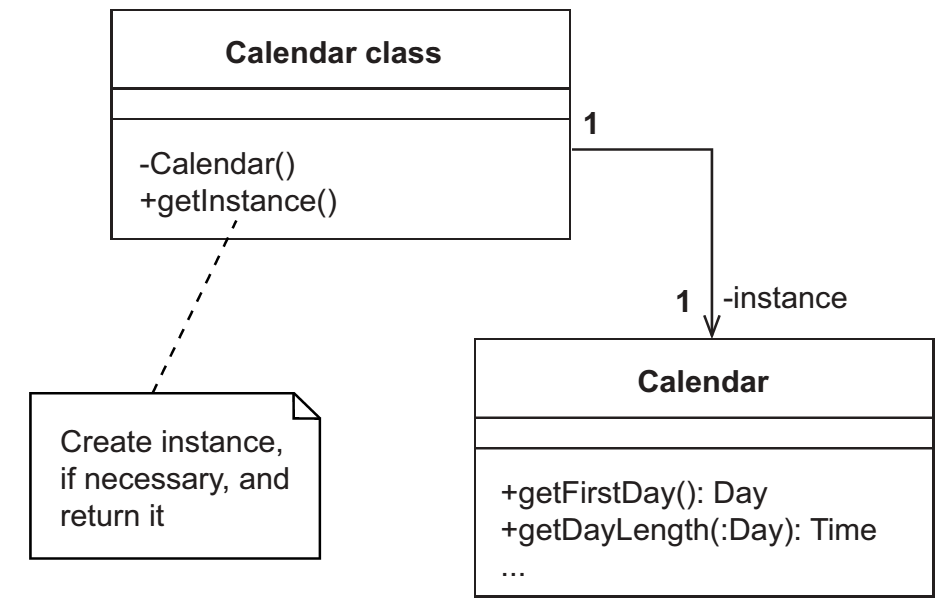 Calendar class
-Calendar()
+getInstance()
1
1
-instance
Create instance,
if necessary, and
return it
Calendar
+getFirstDay(): Day
+getDayLength(:Day): Time
...